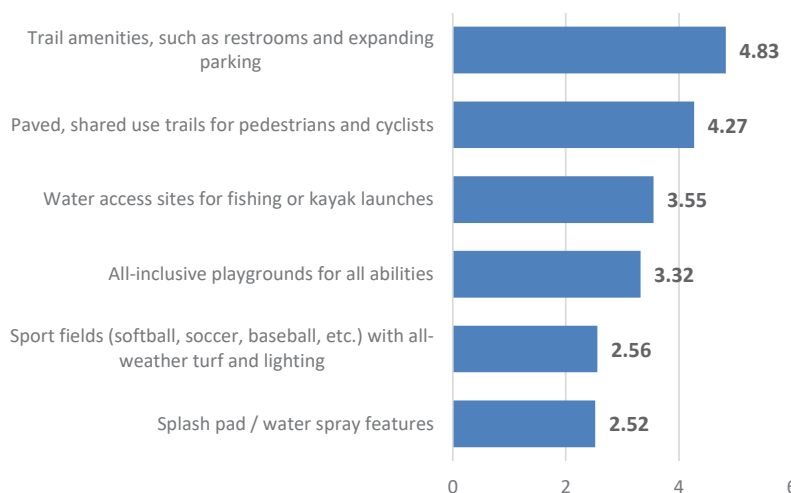 Trail amenities, such as restrooms and expanding
parking
4.83
Paved, shared use trails for pedestrians and cyclists
4.27
Water access sites for fishing or kayak launches
3.55
All-inclusive playgrounds for all abilities
3.32
Sport fields (softball, soccer, baseball, etc.) with all-
weather turf and lighting
2.56
Splash pad / water spray features
2.52
0 2 4 6